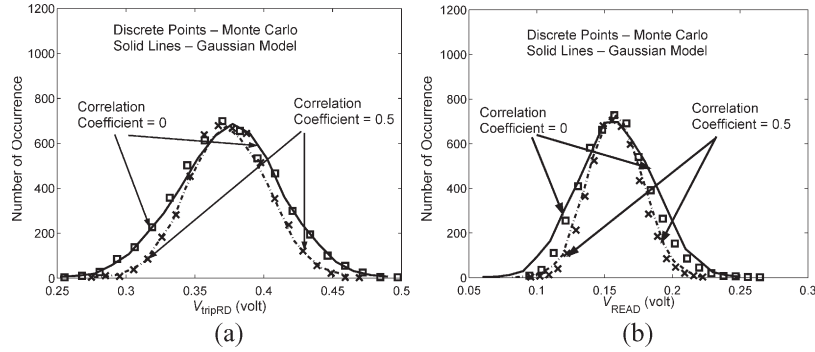 1200
1000
800
600
400
200
0
Number of Occurrence
Discrete Points – Monte Carlo
Solid Lines – Gaussian Model
Correlation
Coefficient = 0
Correlation
Coefficient = 0.5
0.25 0.3 0.35 0.4 0.45 0.5
VtripRD (volt)
(a)
1200
1000
800
600
400
200
0
Number of Occurrence
Discrete Points – Monte Carlo
Solid Lines – Gaussian Model
Correlation
Coefficient = 0
Correlation
Coefficient = 0.5
0.05 0.1 0.15 0.2 0.25 0.3
VREAD (volt)
(b)